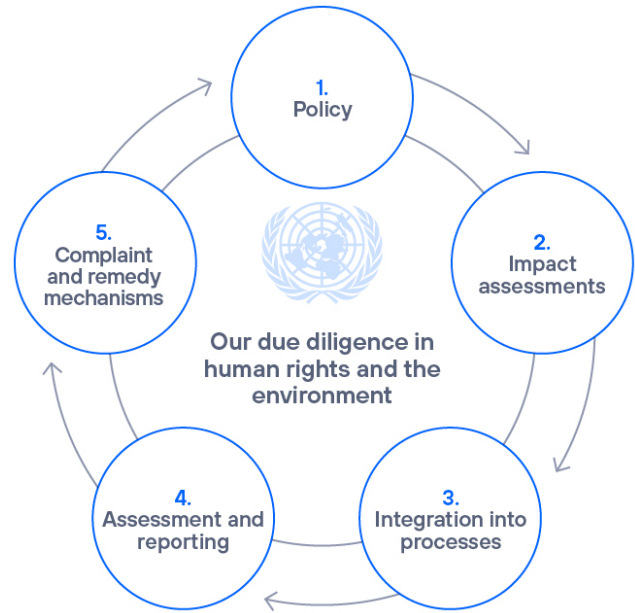 1.
Policy
2.
Impact
assessments
3.
Integration into
processes
4.
Assessment and
reporting
5.
Complaint
and remedy
mechanisms
Our due diligence in
human rights and the
environment